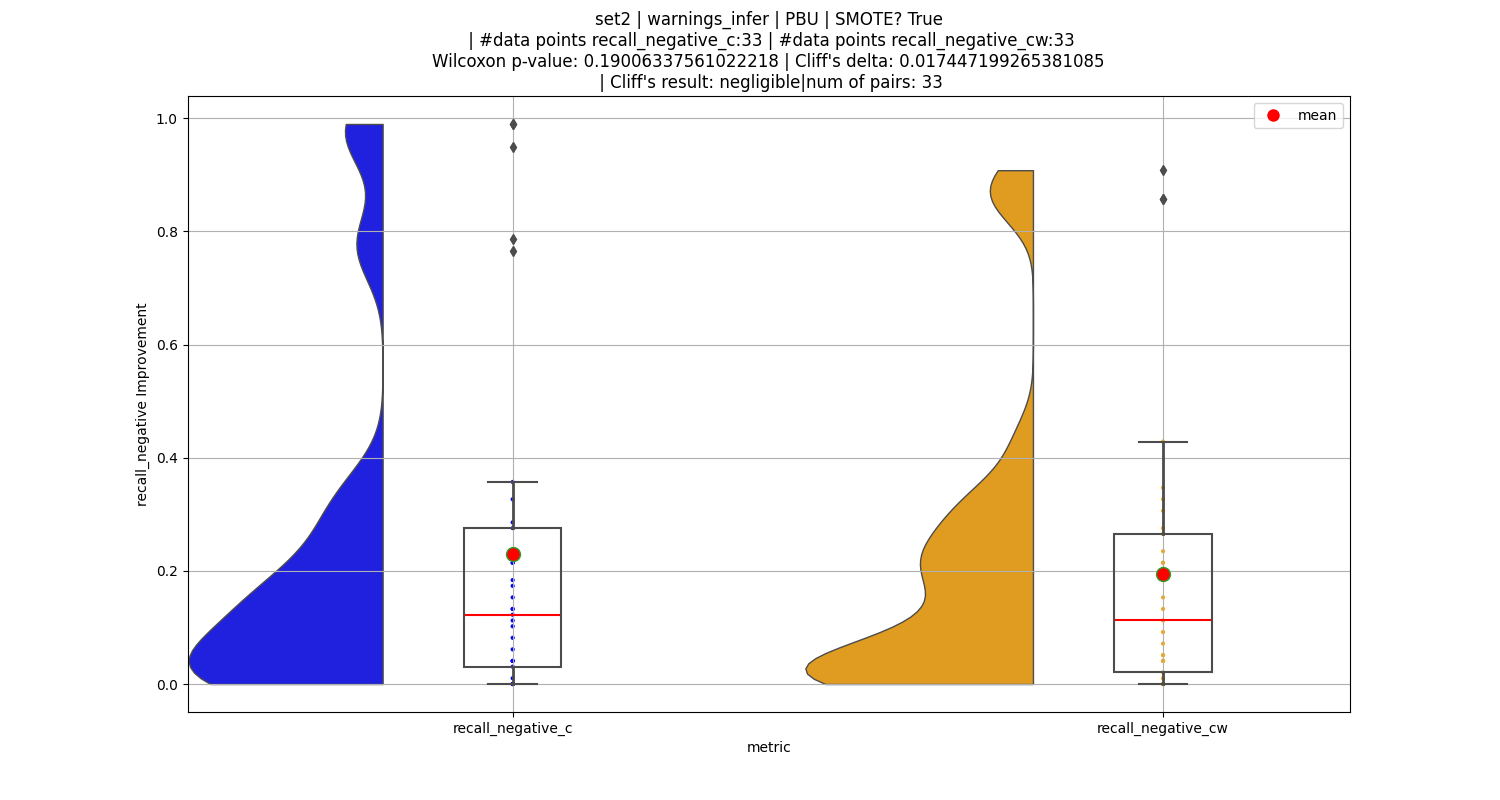 set2 | warnings_infer | PBU | SMOTE? True
| #data points recall_negative_c:33 | #data points recall_negative_cw:33
Wilcoxon p-value: 0.19006337561022218 | Cliff's delta: 0.017447199265381085
| Cliff's result: negligible|num of pairs: 33
mean
1.0
0.8
0.6
0.4
0.2
0.0
recall_negative Improvement
recall_negative_c
recall_negative_cw
metric